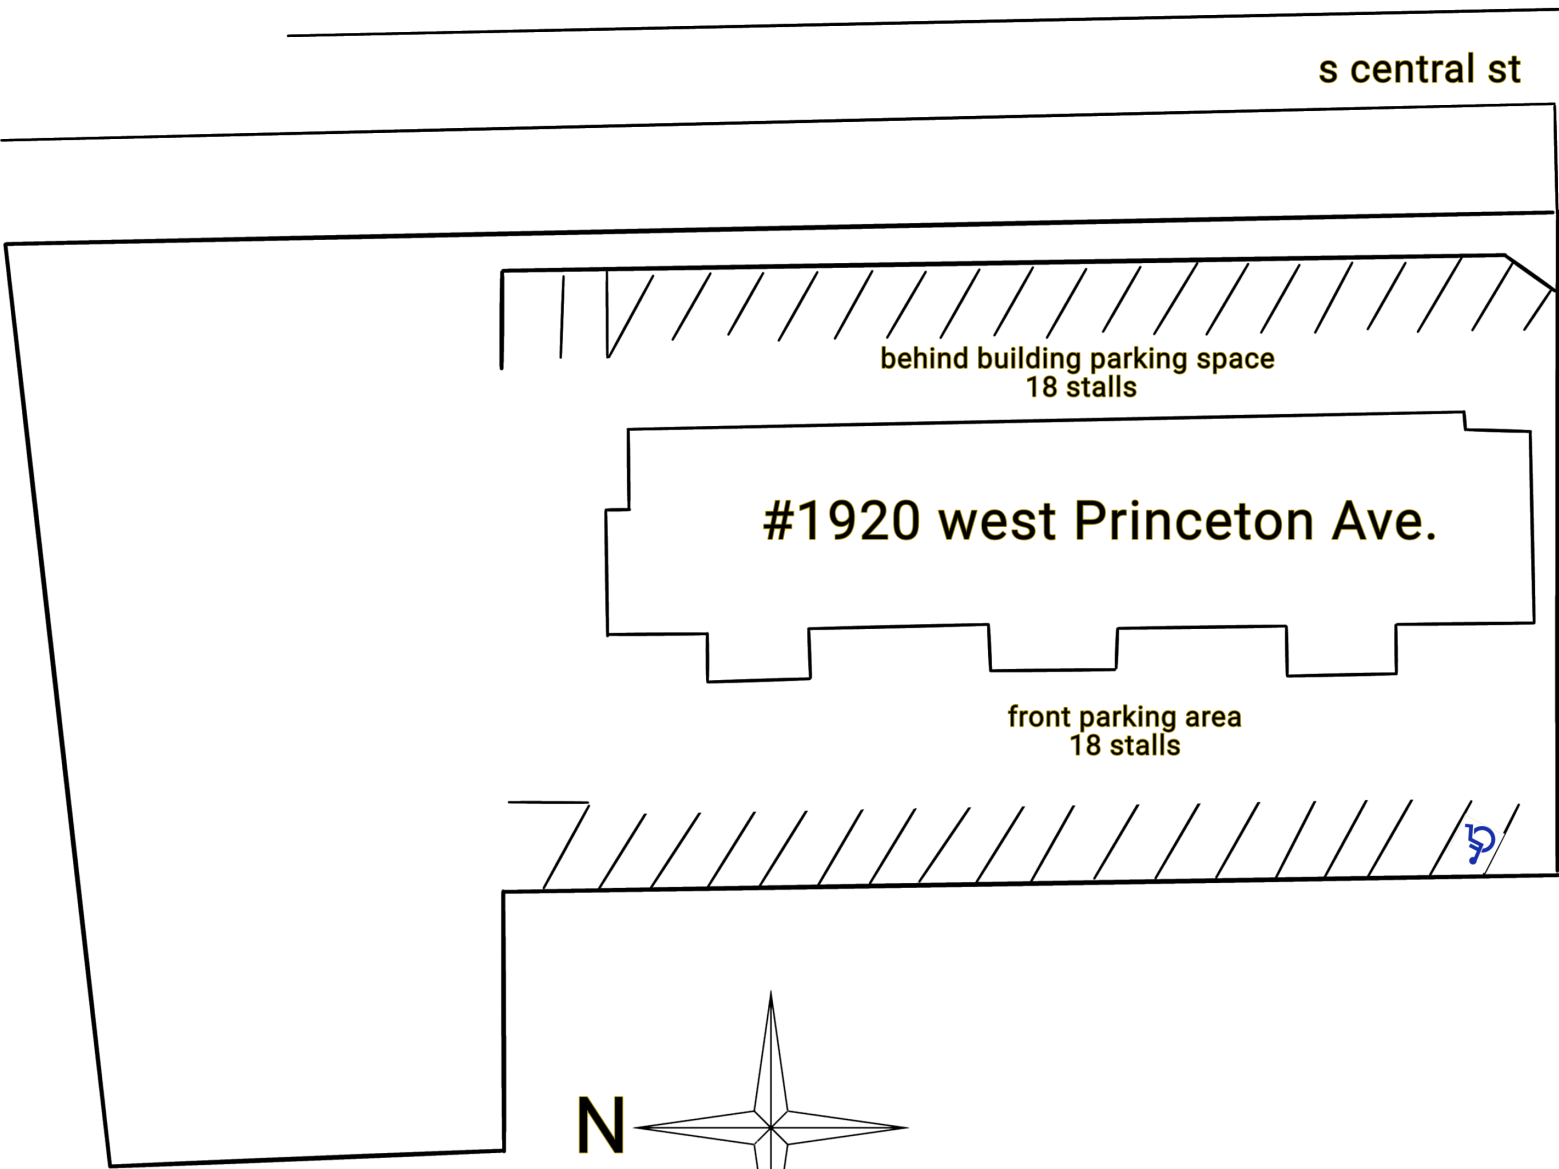 s central st
behind building parking space
18 stalls
#1920 west Princeton Ave.
front parking area
18 stalls
N